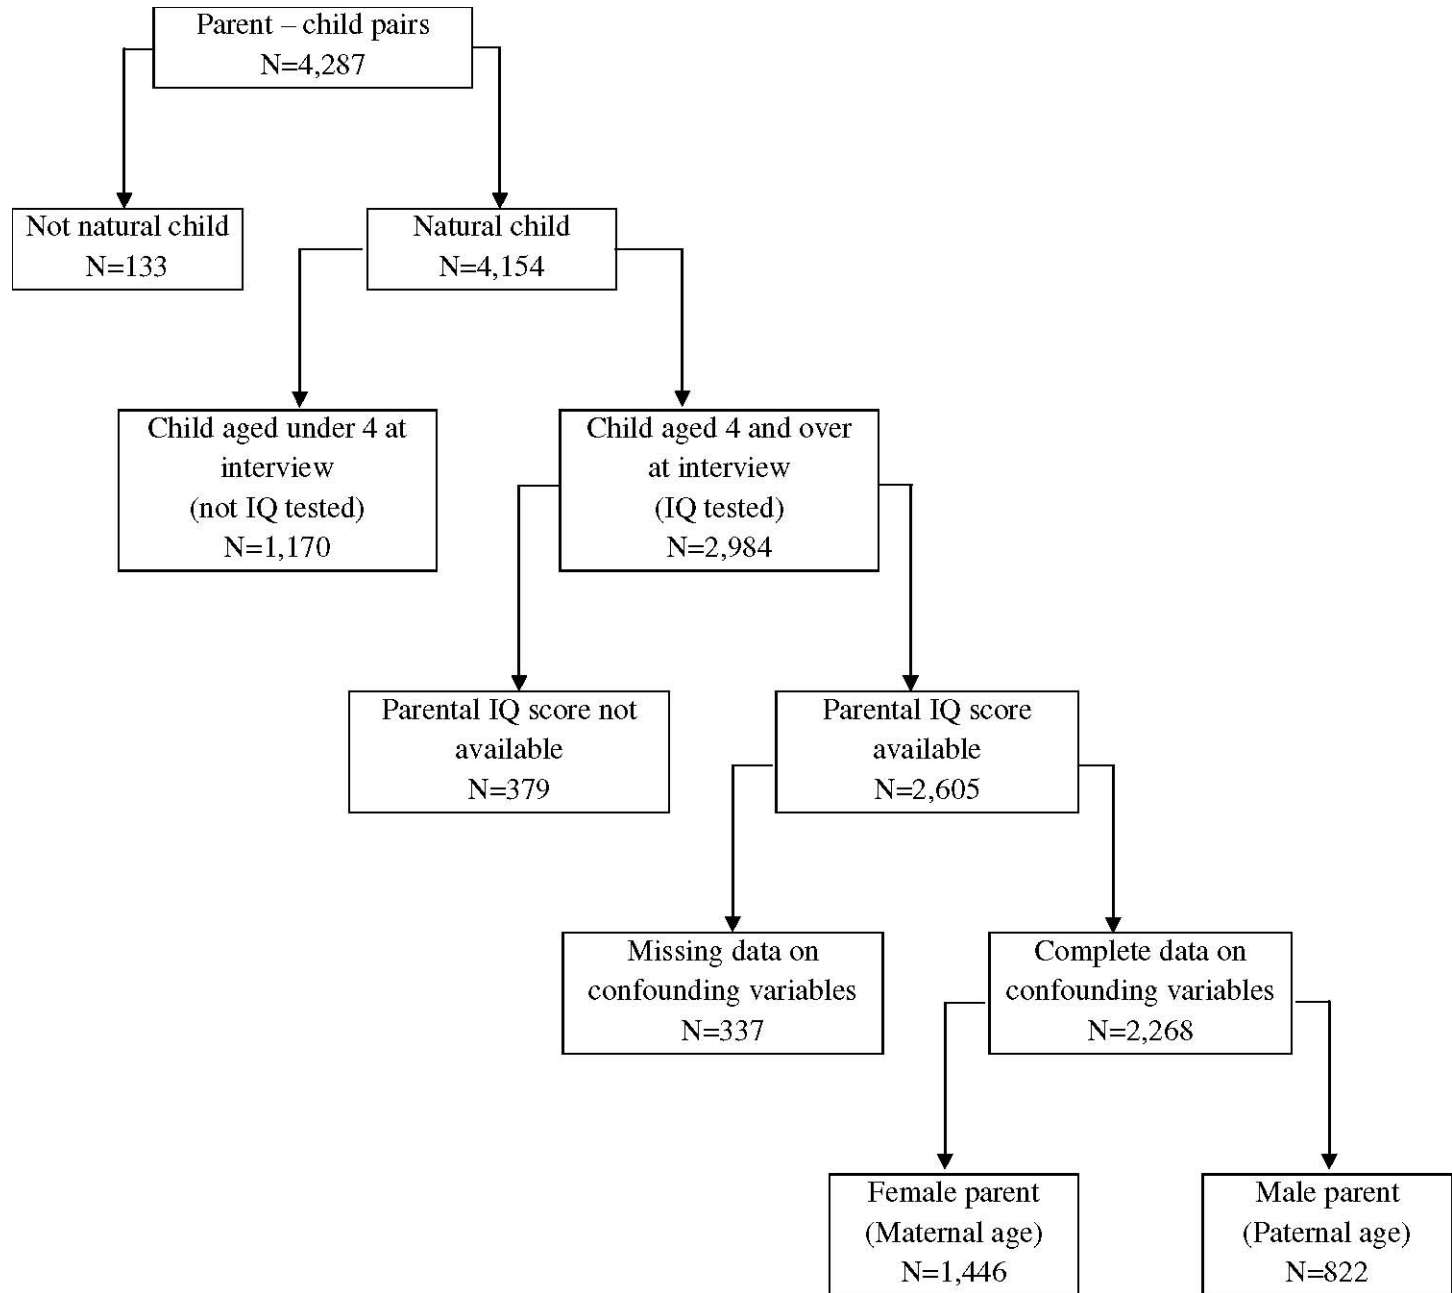 Parent – child pairs
N=4,287
Not natural child
N=133
Natural child
N=4,154
Child aged under 4 at
interview
(not IQ tested)
N=1,170
Child aged 4 and over
at interview
(IQ tested)
N=2,984
Parental IQ score not
available
N=379
Parental IQ score
available
N=2,605
Missing data on
confounding variables
N=337
Complete data on
confounding variables
N=2,268
Female parent
(Maternal age)
N=1,446
Male parent
(Paternal age)
N=822